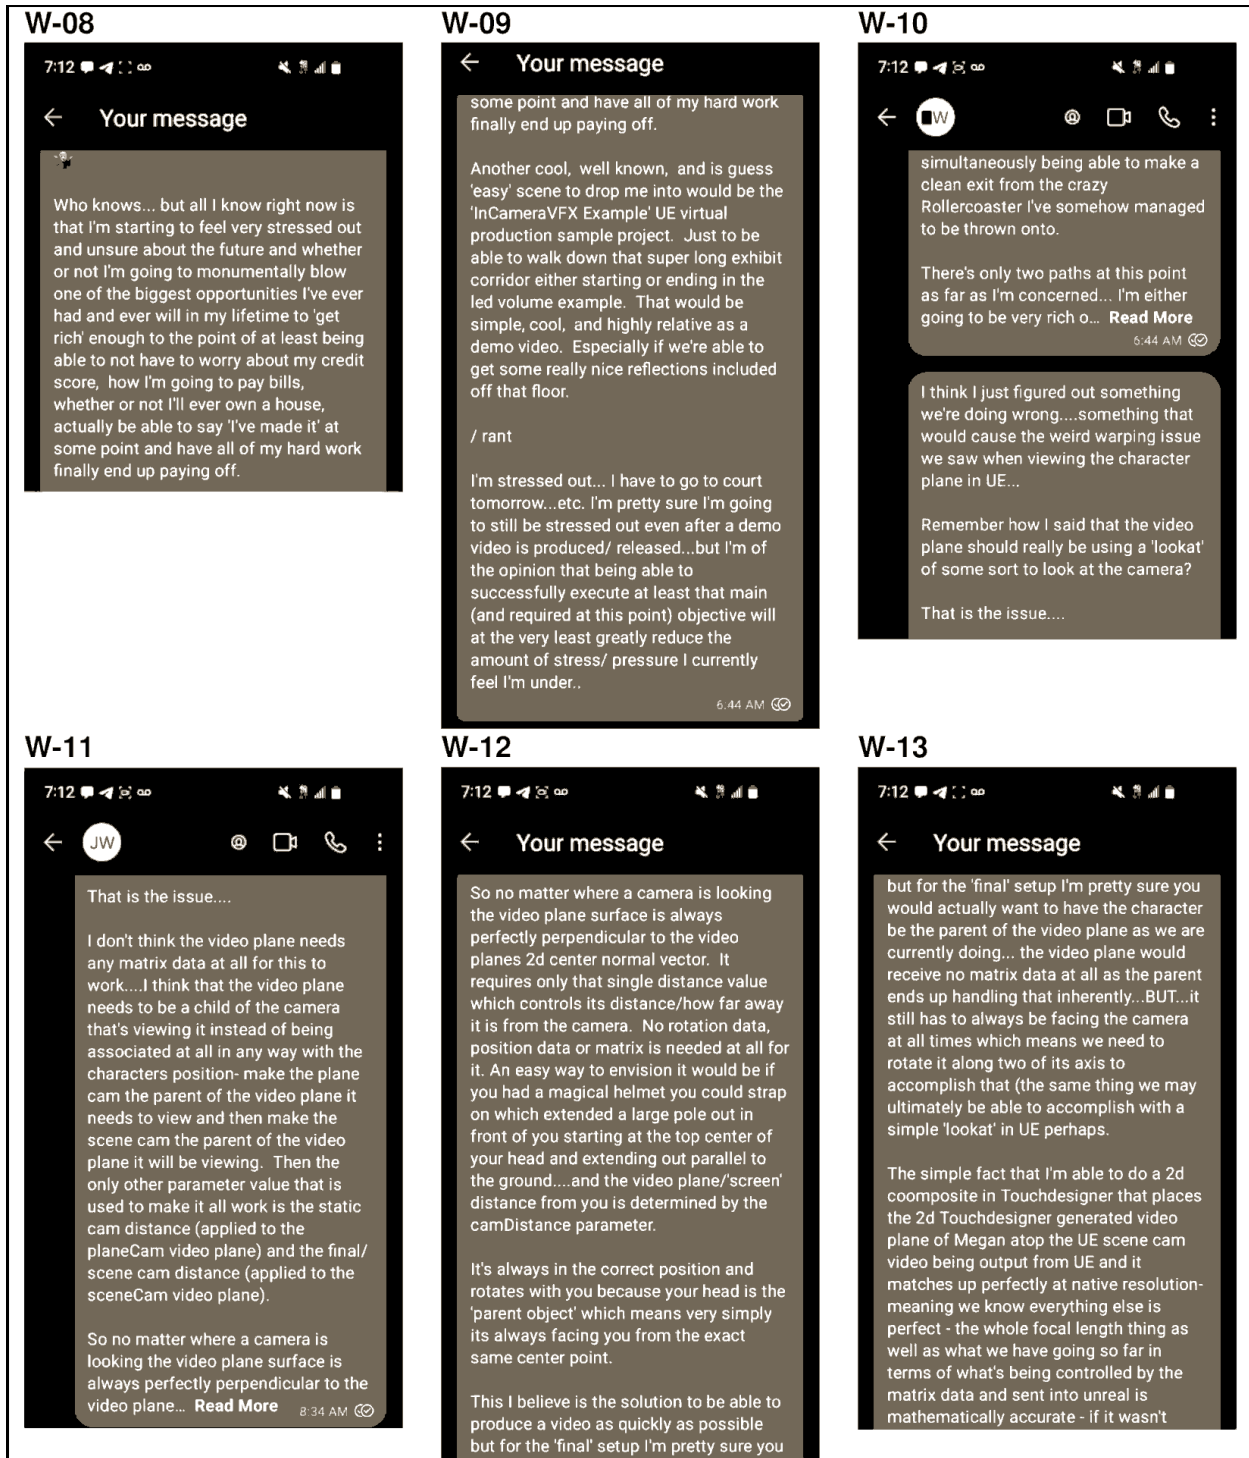 W-08
7:12
Your message
Who knows... but all I know right now is
that I'm starting to feel very stressed out
and unsure about the future and whether
or not I'm going to monumentally blow
one of the biggest opportunities I've ever
had and ever will in my lifetime to 'get
rich' enough to the point of at least being
able to not have to worry about my credit
score, how I'm going to pay bills,
whether or not I'll ever own a house,
actually be able to say 'I've made it' at
some point and have all of my hard work
finally end up paying off.
W-09
Your message
some point and have all of my hard work
finally end up paying off.
Another cool, well known, and is guess
'easy' scene to drop me into would be the
'InCameraVFX Example' UE virtual
production sample project. Just to be
able to walk down that super long exhibit
corridor either starting or ending in the
led volume example. That would be
simple, cool, and highly relative as a
demo video. Especially if we're able to
get some really nice reflections included
off that floor.
/ rant
I'm stressed out... I have to go to court
tomorrow...etc. I'm pretty sure I'm going
to still be stressed out even after a demo
video is produced/ released...but I'm of
the opinion that being able to
successfully execute at least that main
(and required at this point) objective will
at the very least greatly reduce the
amount of stress/ pressure I currently
feel I'm under..
6:44 AM
W-10
7:12
W
simultaneously being able to make a
clean exit from the crazy
Rollercoaster I've somehow managed
to be thrown onto.
There's only two paths at this point
as far as I'm concerned... I'm either
going to be very rich o... Read More
6:44 AM
I think I just figured out something
we're doing wrong....something that
would cause the weird warping issue
we saw when viewing the character
plane in UE...
Remember how I said that the video
plane should really be using a 'lookat'
of some sort to look at the camera?
That is the issue....
W-11
7:12
JW
That is the issue....
I don't think the video plane needs
any matrix data at all for this to
work....I think that the video plane
needs to be a child of the camera
that's viewing it instead of being
associated at all in any way with the
characters position- make the plane
cam the parent of the video plane it
needs to view and then make the
scene cam the parent of the video
plane it will be viewing. Then the
only other parameter value that is
used to make it all work is the static
cam distance (applied to the
planeCam video plane) and the final/
scene cam distance (applied to the
sceneCam video plane).
So no matter where a camera is
looking the video plane surface is
always perfectly perpendicular to the
video plane... Read More
8:34 AM
W-12
7:12
Your message
So no matter where a camera is looking
the video plane surface is always
perfectly perpendicular to the video
planes 2d center normal vector. It
requires only that single distance value
which controls its distance/how far away
it is from the camera. No rotation data,
position data or matrix is needed at all for
it. An easy way to envision it would be if
you had a magical helmet you could strap
on which extended a large pole out in
front of you starting at the top center of
your head and extending out parallel to
the ground....and the video plane/'screen'
distance from you is determined by the
camDistance parameter.
It's always in the correct position and
rotates with you because your head is the
'parent object' which means very simply
its always facing you from the exact
same center point.
This I believe is the solution to be able to
produce a video as quickly as possible
but for the 'final' setup I'm pretty sure you
W-13
7:12
Your message
but for the 'final' setup I'm pretty sure you
would actually want to have the character
be the parent of the video plane as we are
currently doing... the video plane would
receive no matrix data at all as the parent
ends up handling that inherently...BUT...it
still has to always be facing the camera
at all times which means we need to
rotate it along two of its axis to
accomplish that (the same thing we may
ultimately be able to accomplish with a
simple 'lookat' in UE perhaps.
The simple fact that I'm able to do a 2d
coomposite in Touchdesigner that places
the 2d Touchdesigner generated video
plane of Megan atop the UE scene cam
video being output from UE and it
matches up perfectly at native resolution-
meaning we know everything else is
perfect - the whole focal length thing as
well as what we have going so far in
terms of what's being controlled by the
matrix data and sent into unreal is
mathematically accurate - if it wasn't